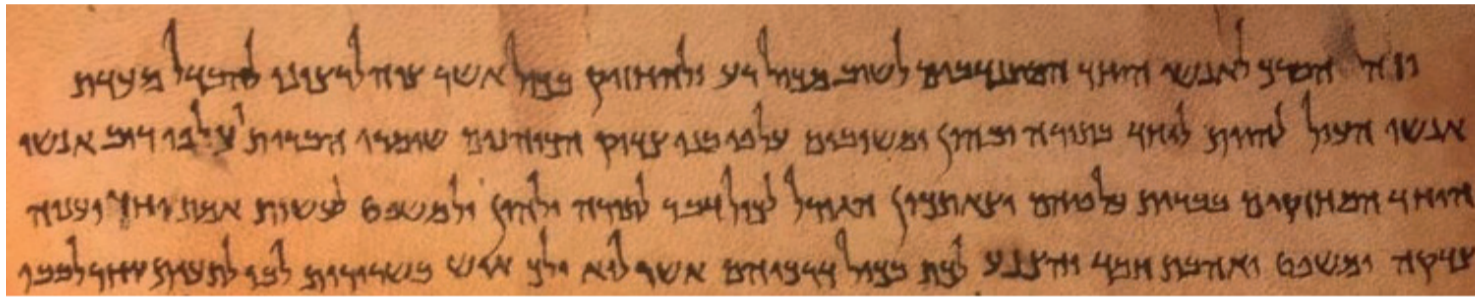 וזה הסרך לאנשי היחד המתנדבים לשוב מכול רע ולהחזיק בכול אשר צוה לרצונו להבדל מעדת
אנשי העול להיות ליחד בתורה ובהון ומשובים על פי בני צדוק הכוהנים שומרי הברית ועל פי רוב אנשי
היחד המחזקים בברית על פיהם יצא תכון הגורל לכול דבר לתורה ולהון ולמשפט לעשות אמת יחד וענוה
צדקה ומשפט ואהבת חסד והצנע לכת בכול דרכיהם אשר לוא ילך איש בשרירות לבו לתעות אחר לבבו